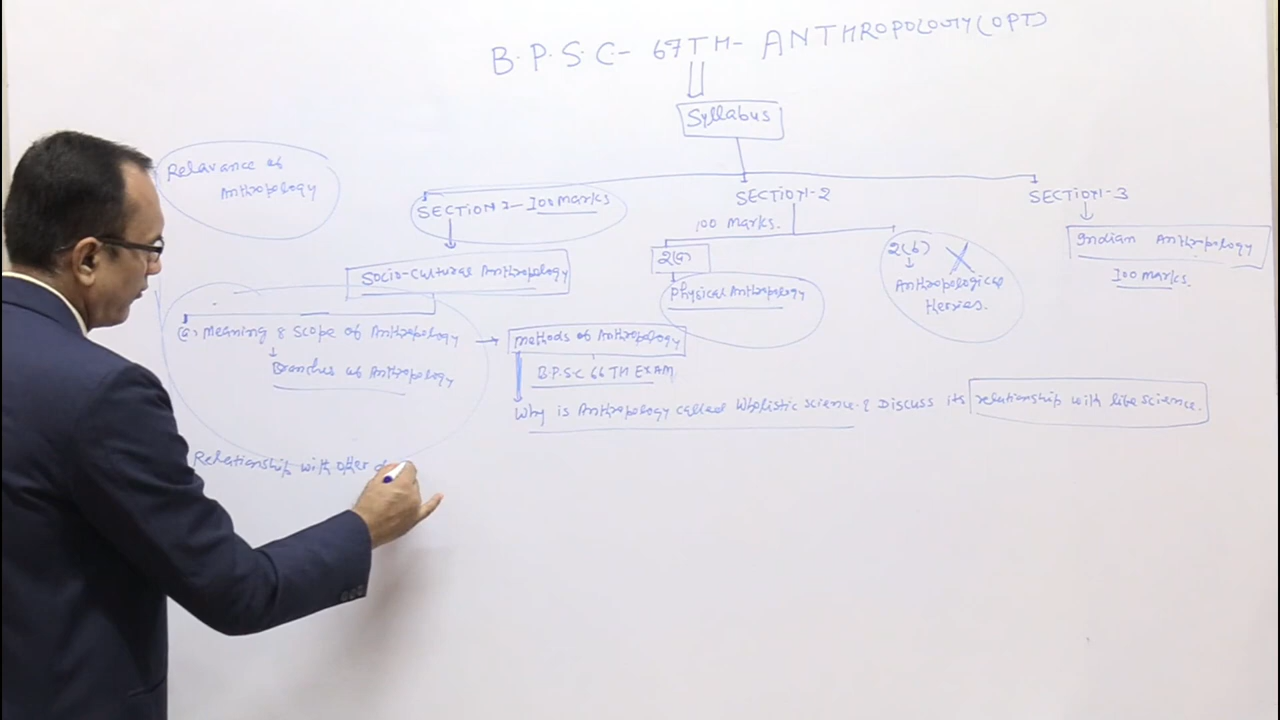 B.P.S.C- 67TH- ANTHROPOLOGY(OPT)
Syllabus
Relavance of
Anthropology
SECTION 1- 100 marks
SECTION-2
100 marks.
SECTION-3
Indian Anthropology
100 marks.
Socio-Cultural Anthropology
2(a)
Physical Anthropology
2(b)
Anthropological
theries.
(a) Meaning & Scope of Anthropology
Branches of Anthropology
methods of Anthropology
B.P.S.C 66TH EXAM
Why is Anthropology called Wholistic science? Discuss its relationship with life science.
Relationship with other d